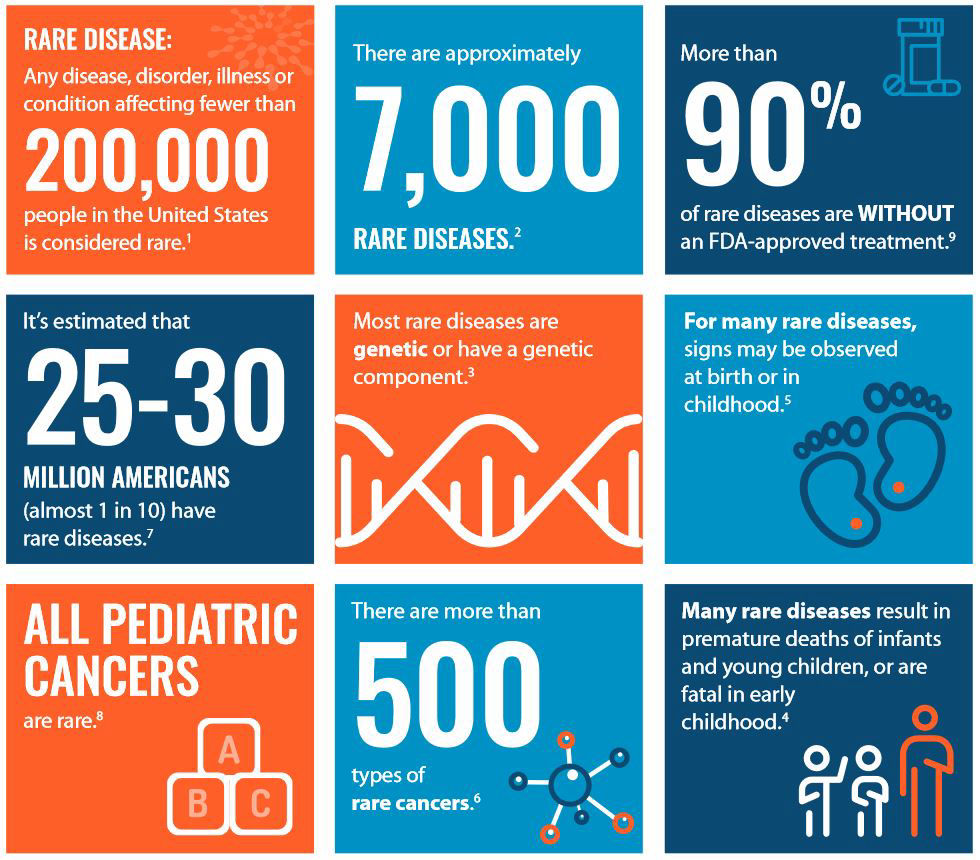 RARE DISEASE:
Any disease, disorder, illness or
condition affecting fewer than
200,000
people in the United States
is considered rare.¹
There are approximately
7,000
RARE DISEASES.²
More than
90%
of rare diseases are WITHOUT
an FDA-approved treatment.⁹
It’s estimated that
25-30
MILLION AMERICANS
(almost 1 in 10) have
rare diseases.⁷
Most rare diseases are
genetic or have a genetic
component.³
For many rare diseases,
signs may be observed
at birth or in
childhood.⁵
ALL PEDIATRIC
CANCERS
are rare.⁸
A
B C
There are more than
500
types of
rare cancers.⁶
Many rare diseases result in
premature deaths of infants
and young children, or are
fatal in early
childhood.⁴